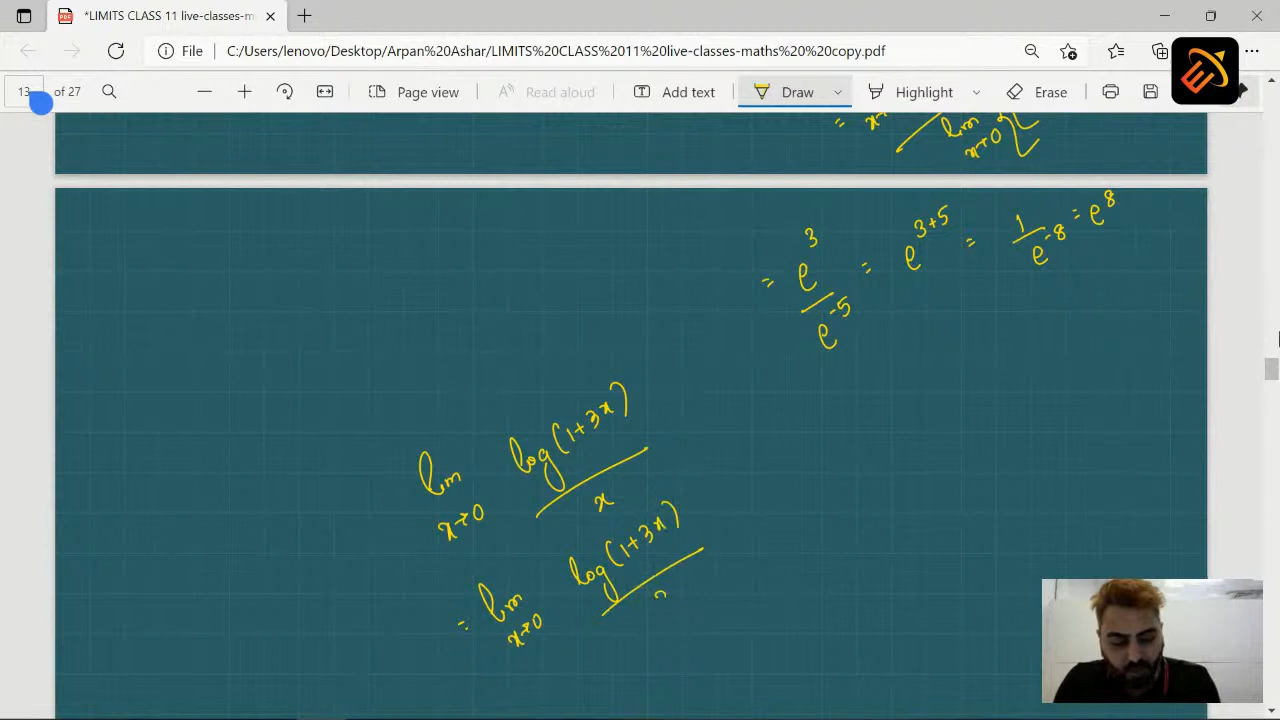 *LIMITS CLASS 11 live-classes-m
File C:/Users/lenovo/Desktop/Arpan%20Ashar/LIMITS%20CLASS%2011%20live-classes-maths%20%20copy.pdf
13 of 27 Page view Read aloud Add text Draw Highlight Erase
= lim x→0
= e^3/e^-5 = e^3+5 = 1/e^-8 = e^8
lim x→0 log(1+3x)/x
= lim x→0 log(1+3x)/